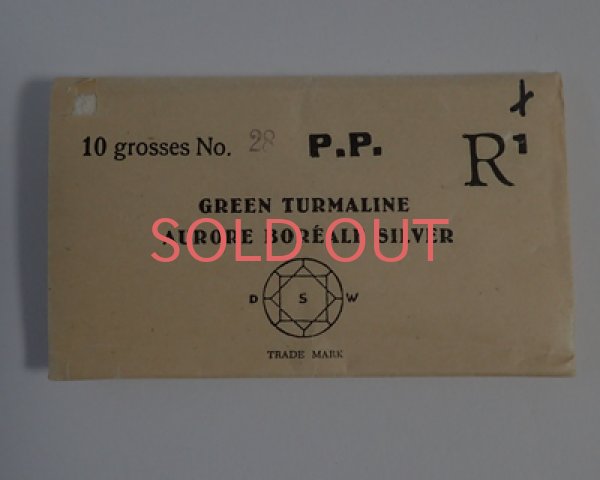 10 grosses No. 28 P.P. R¹
GREEN TURMALINE
AURORE BORÉALE SILVER
SOLD OUT
D S W
TRADE MARK